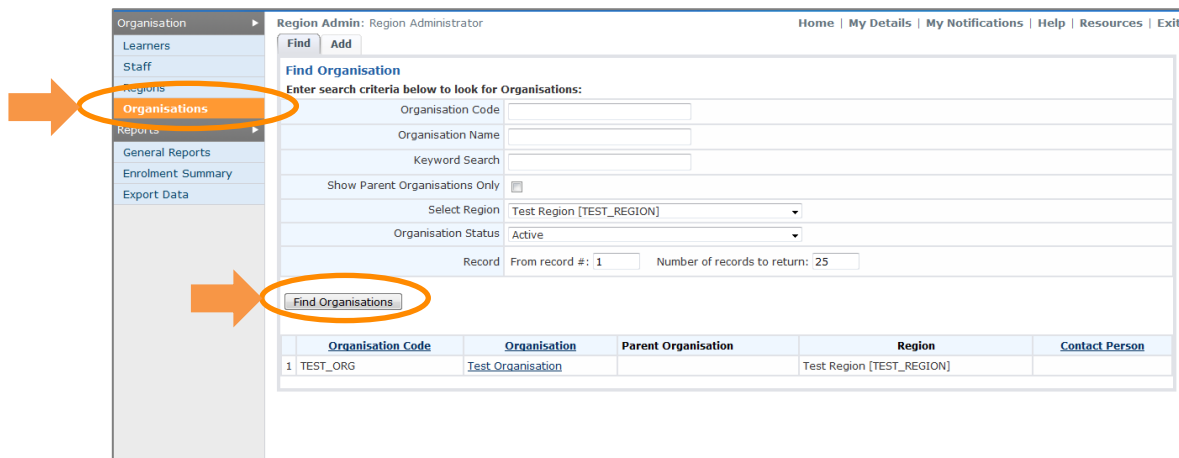 Organisation
Learners
Staff
Regions
Organisations
Reports
General Reports
Enrolment Summary
Export Data
Region Admin: Region Administrator
Home | My Details | My Notifications | Help | Resources | Exit
Find Add
Find Organisation
Enter search criteria below to look for Organisations:
Organisation Code
Organisation Name
Keyword Search
Show Parent Organisations Only
Select Region Test Region [TEST_REGION]
Organisation Status Active
Record From record #: 1 Number of records to return: 25
Find Organisations
Organisation Code Organisation Parent Organisation Region Contact Person
1 TEST_ORG Test Organisation Test Region [TEST_REGION]